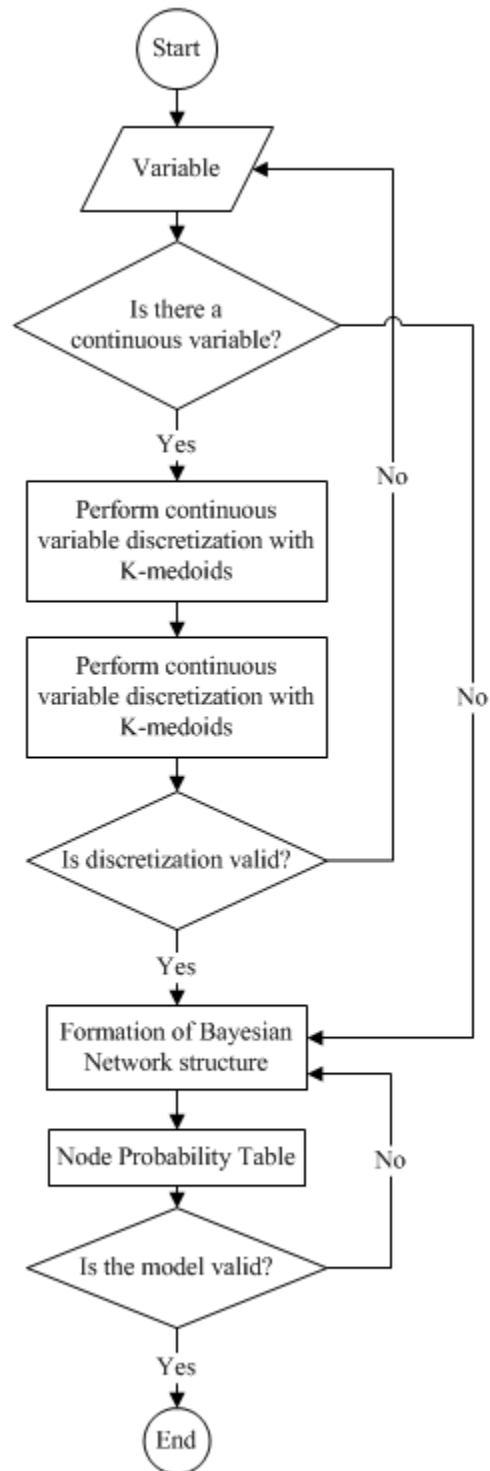 Start
Variable
Is there a
continuous variable?
Yes
No
Perform continuous
variable discretization with
K-medoids
Perform continuous
variable discretization with
K-medoids
No
Is discretization valid?
Yes
Formation of Bayesian
Network structure
Node Probability Table
No
Is the model valid?
Yes
End